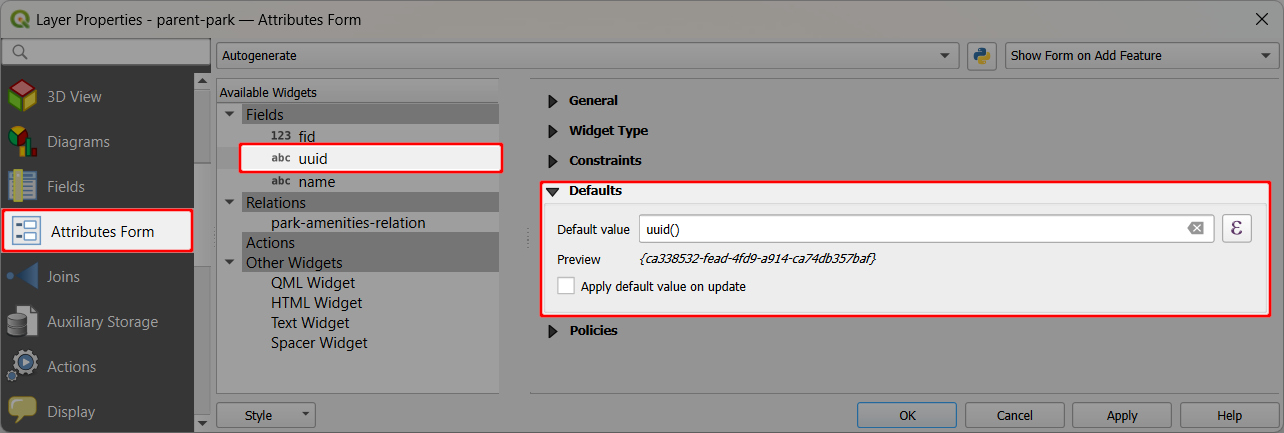 Layer Properties - parent-park — Attributes Form
Autogenerate
Show Form on Add Feature
3D View
Diagrams
Fields
Attributes Form
Joins
Auxiliary Storage
Actions
Display
Available Widgets
Fields
123 fid
abc uuid
abc name
Relations
park-amenities-relation
Actions
Other Widgets
QML Widget
HTML Widget
Text Widget
Spacer Widget
General
Widget Type
Constraints
Defaults
Default value uuid() ε
Preview {ca338532-fead-4fd9-a914-ca74db357baf}
Apply default value on update
Policies
Style
OK Cancel Apply Help